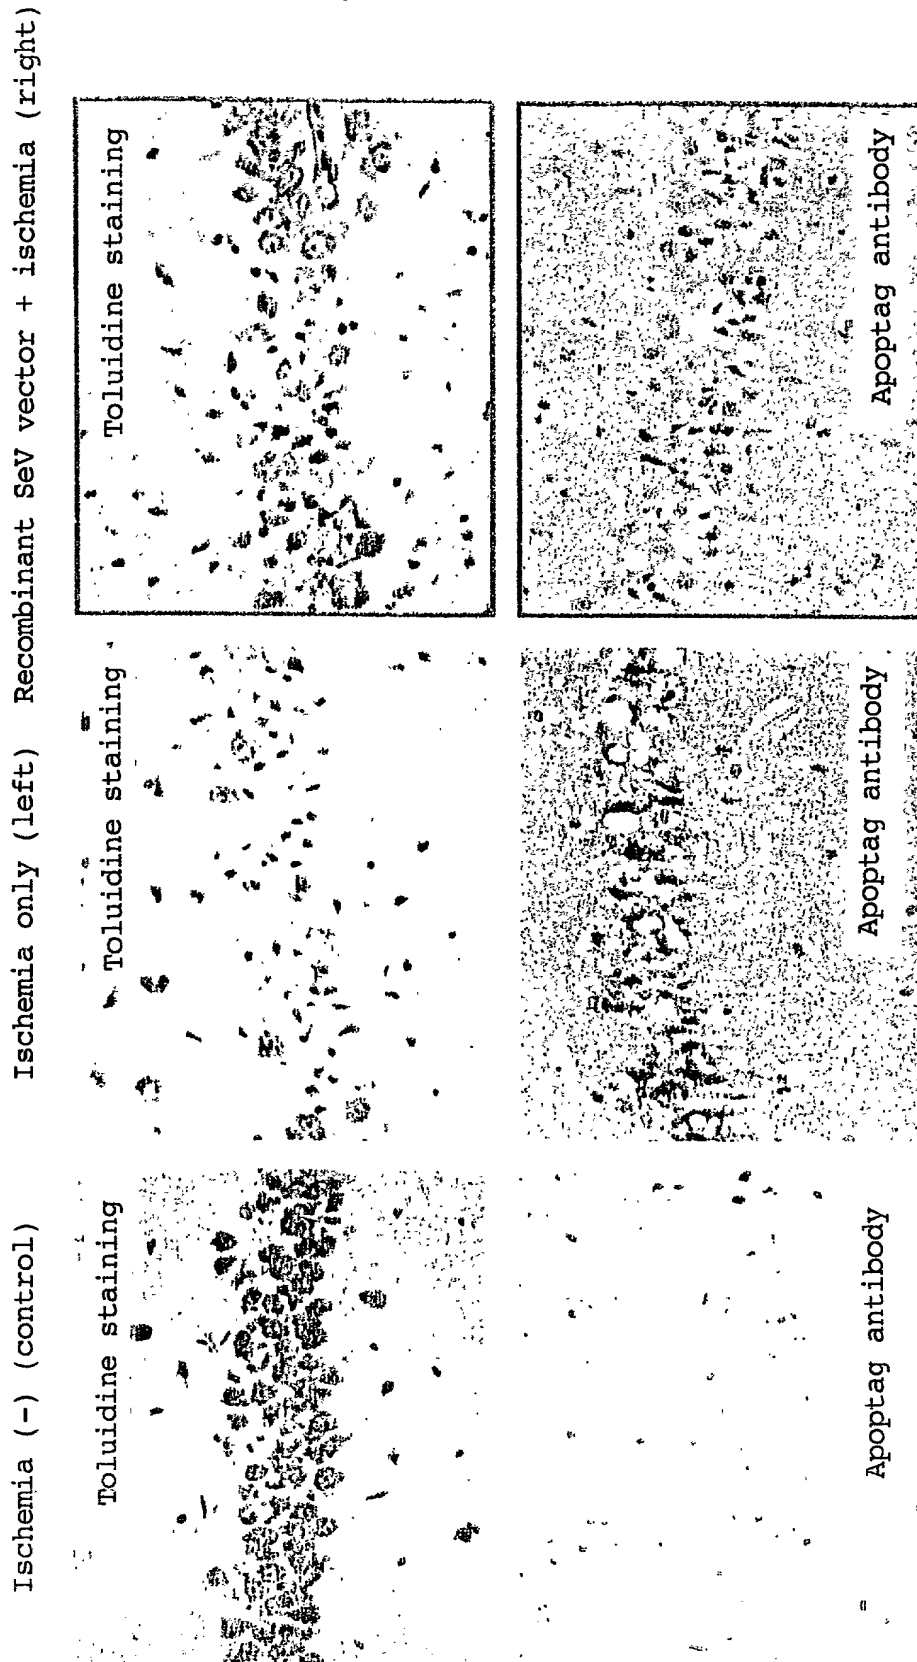 Ischemia (-) (control)
Ischemia only (left)
Recombinant SeV vector + ischemia (right)
Toluidine staining
Toluidine staining
Toluidine staining
Apoptag antibody
Apoptag antibody
Apoptag antibody